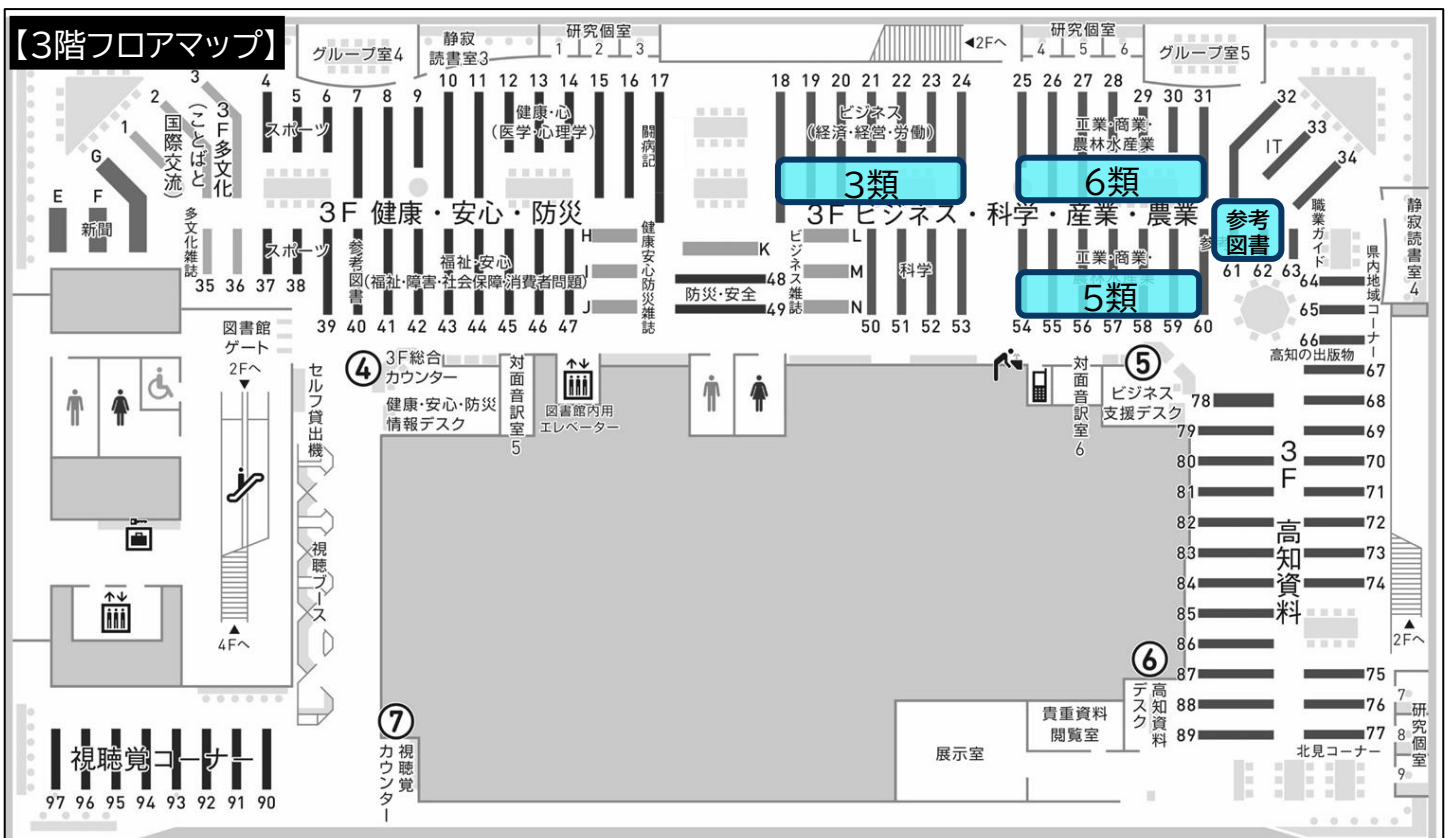 【3階フロアマップ】
グループ室4
静寂
読書室3
研究個室
1 2 3
◀2Fへ
研究個室
4 5 6
グループ室5
1
2
3
4
5
6
7
8
9
10
11
12
13
14
15
16
17
18
19
20
21
22
23
24
25
26
27
28
29
30
31
32
33
34
G
E
F
新聞
国際交流)
(ことばと
3F多文化
スポーツ
健康・心
(医学・心理学)
闘病記
ビジネス
(経済・経営・労働)
工業・商業・
農林水産業
IT
3類
6類
3F 健康・安心・防災
3F ビジネス・科学・産業・農業
参考
図書
職業ガイド
静寂読書室4
多文化雑誌
スポーツ
参考図書
福祉・安心
(福祉・障害・社会保障・消費者問題)
H
J
健康安心防災雑誌
K
48
防災・安全
49
ビジネス雑誌
L
M
N
科学
工業・商業・
5類
35
36
37
38
39
40
41
42
43
44
45
46
47
50
51
52
53
54
55
56
57
58
59
60
61
62
63
県内地域コーナー
64
65
66
高知の出版物
67
68
69
70
71
72
73
74
75
76
77
図書館
ゲート
2Fへ
▼
セルフ貸出機
④
3F総合
カウンター
健康・安心・防災
情報デスク
対面音訳室5
図書館内用
エレベーター
対面音訳室6
⑤
ビジネス
支援デスク
78
79
80
81
82
83
84
85
86
87
88
89
3F 高知資料
視聴ブース
▲
4Fへ
▲
2Fへ
⑥
高知資料
デスク
貴重資料
閲覧室
展示室
⑦
視聴覚
カウンター
視聴覚コーナー
97 96 95 94 93 92 91 90
北見コーナー
研究個室
7
8
9